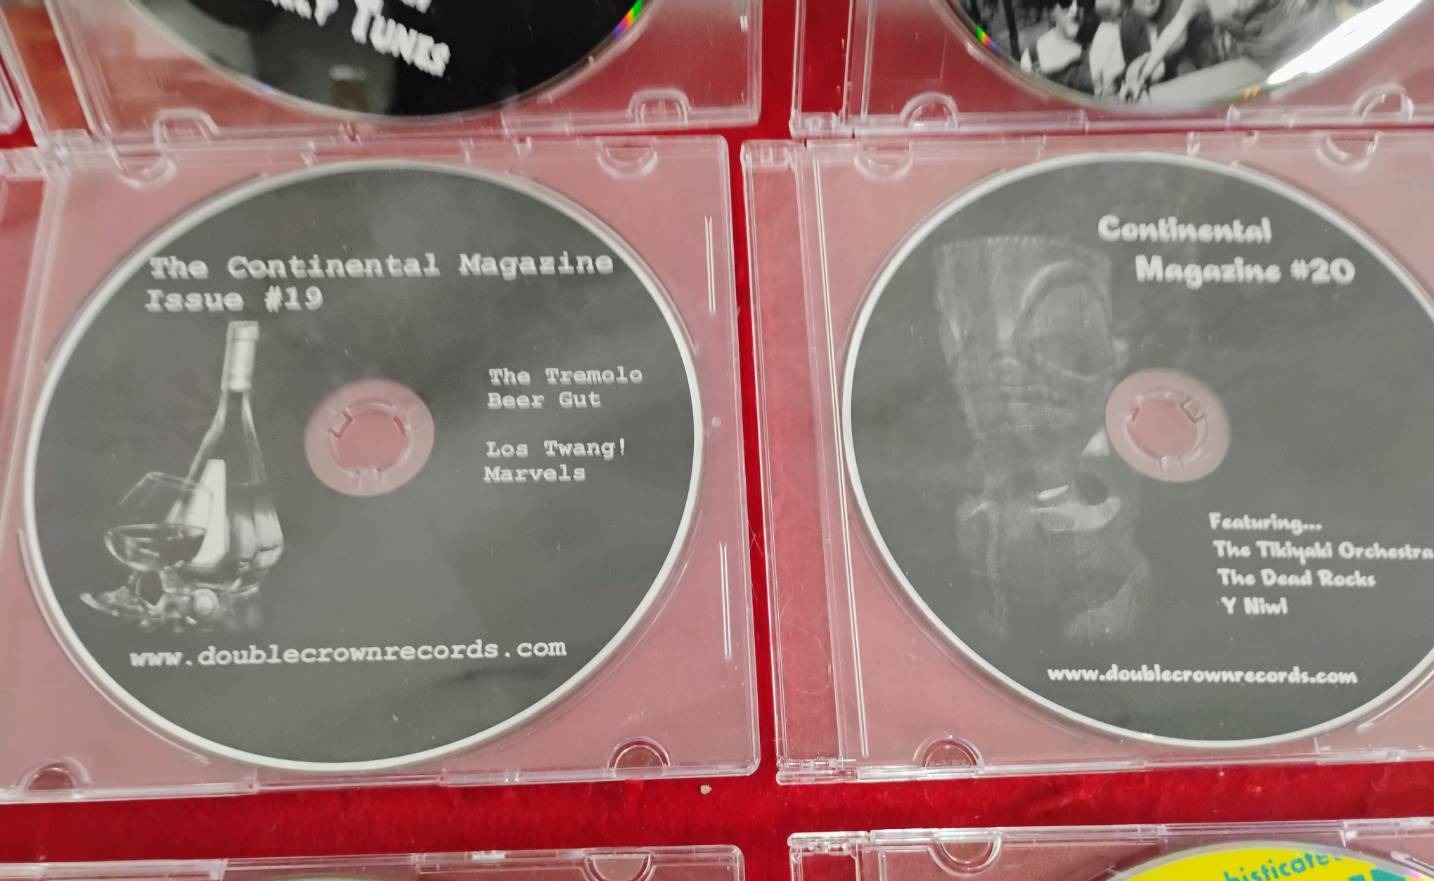 Tunes
The Continental Magazine
Issue #19
The Tremolo
Beer Gut
Los Twang!
Marvels
www.doublecrownrecords.com
Continental
Magazine #20
Featuring...
The Tikiyaki Orchestra
The Dead Rocks
Y Niwl
www.doublecrownrecords.com